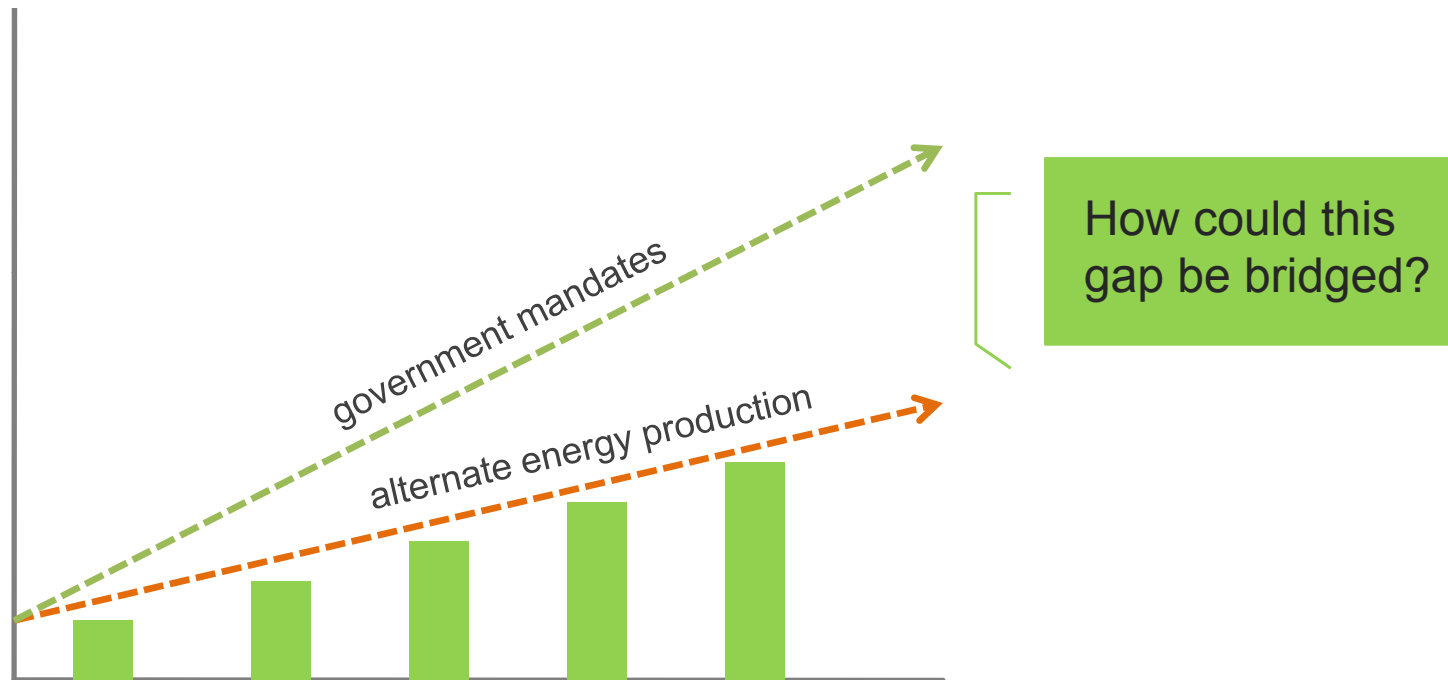 government mandates
alternate energy production
How could this
gap be bridged?